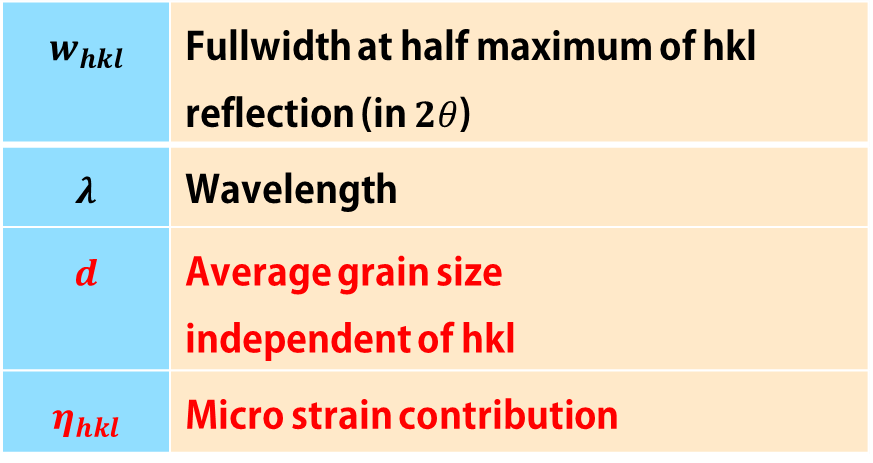 w_hkl Fullwidth at half maximum of hkl
reflection (in 2θ)
λ Wavelength
d Average grain size
independent of hkl
η_hkl Micro strain contribution